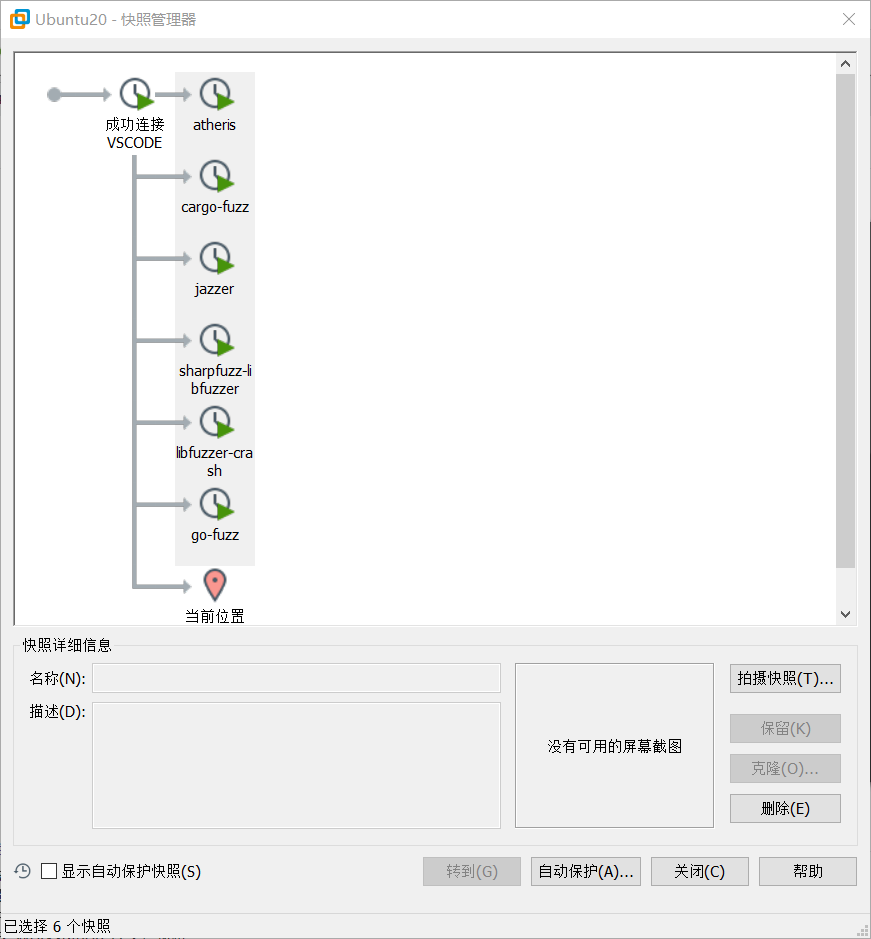 Ubuntu20 - 快照管理器
成功连接
VSCODE
atheris
cargo-fuzz
jazzer
sharpfuzz-li
bfuzzer
libfuzzer-cra
sh
go-fuzz
当前位置
快照详细信息
名称(N):
描述(D):
没有可用的屏幕截图
拍摄快照(T)...
保留(K)
克隆(O)...
删除(E)
显示自动保护快照(S)
转到(G)
自动保护(A)...
关闭(C)
帮助
已选择 6 个快照